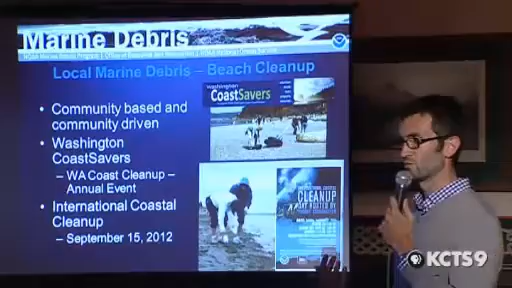 Marine Debris
Local Marine Debris – Beach Cleanup
• Community based and
community driven
• Washington
CoastSavers
– WA Coast Cleanup –
Annual Event
• International Coastal
Cleanup
– September 15, 2012
Washington
CoastSavers
CLEANUP
KCTS9